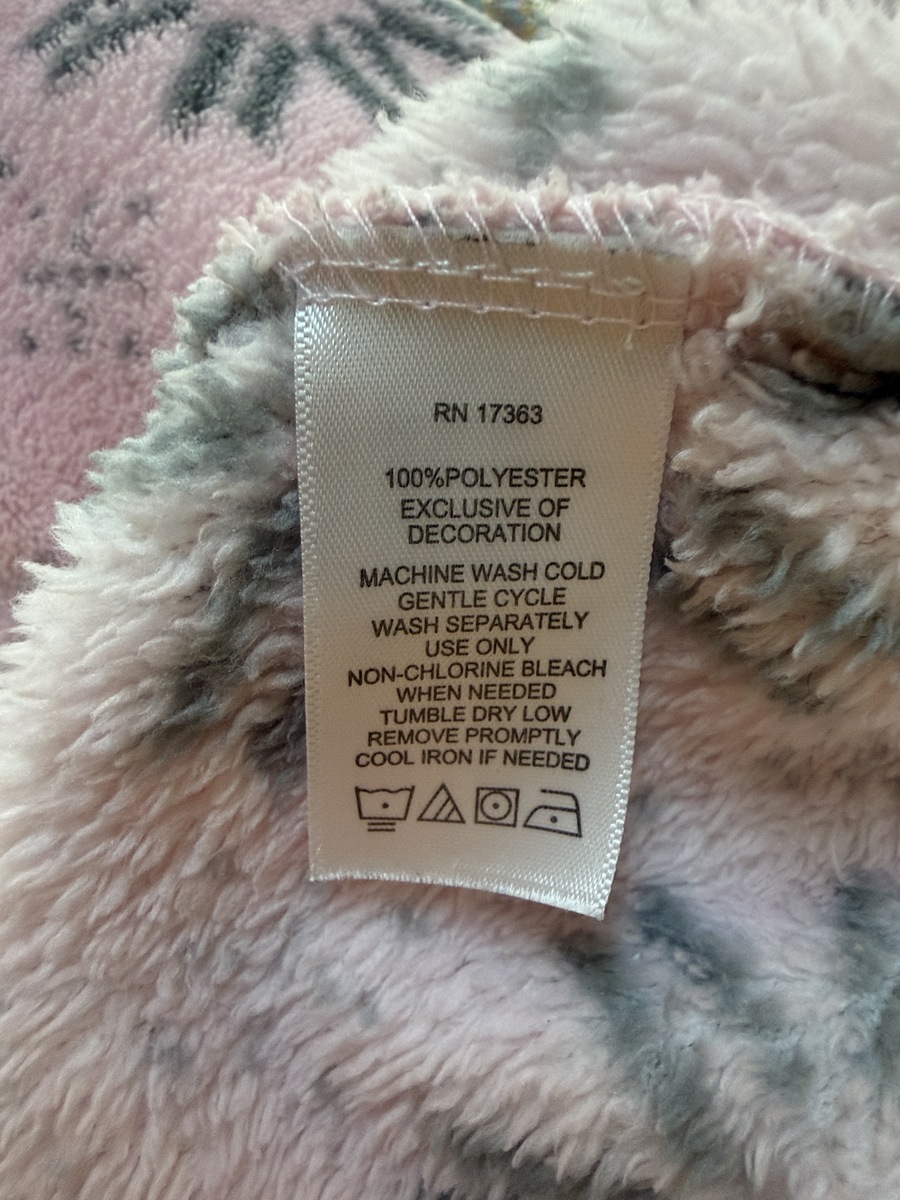 RN 17363
100%POLYESTER
EXCLUSIVE OF
DECORATION
MACHINE WASH COLD
GENTLE CYCLE
WASH SEPARATELY
USE ONLY
NON-CHLORINE BLEACH
WHEN NEEDED
TUMBLE DRY LOW
REMOVE PROMPTLY
COOL IRON IF NEEDED